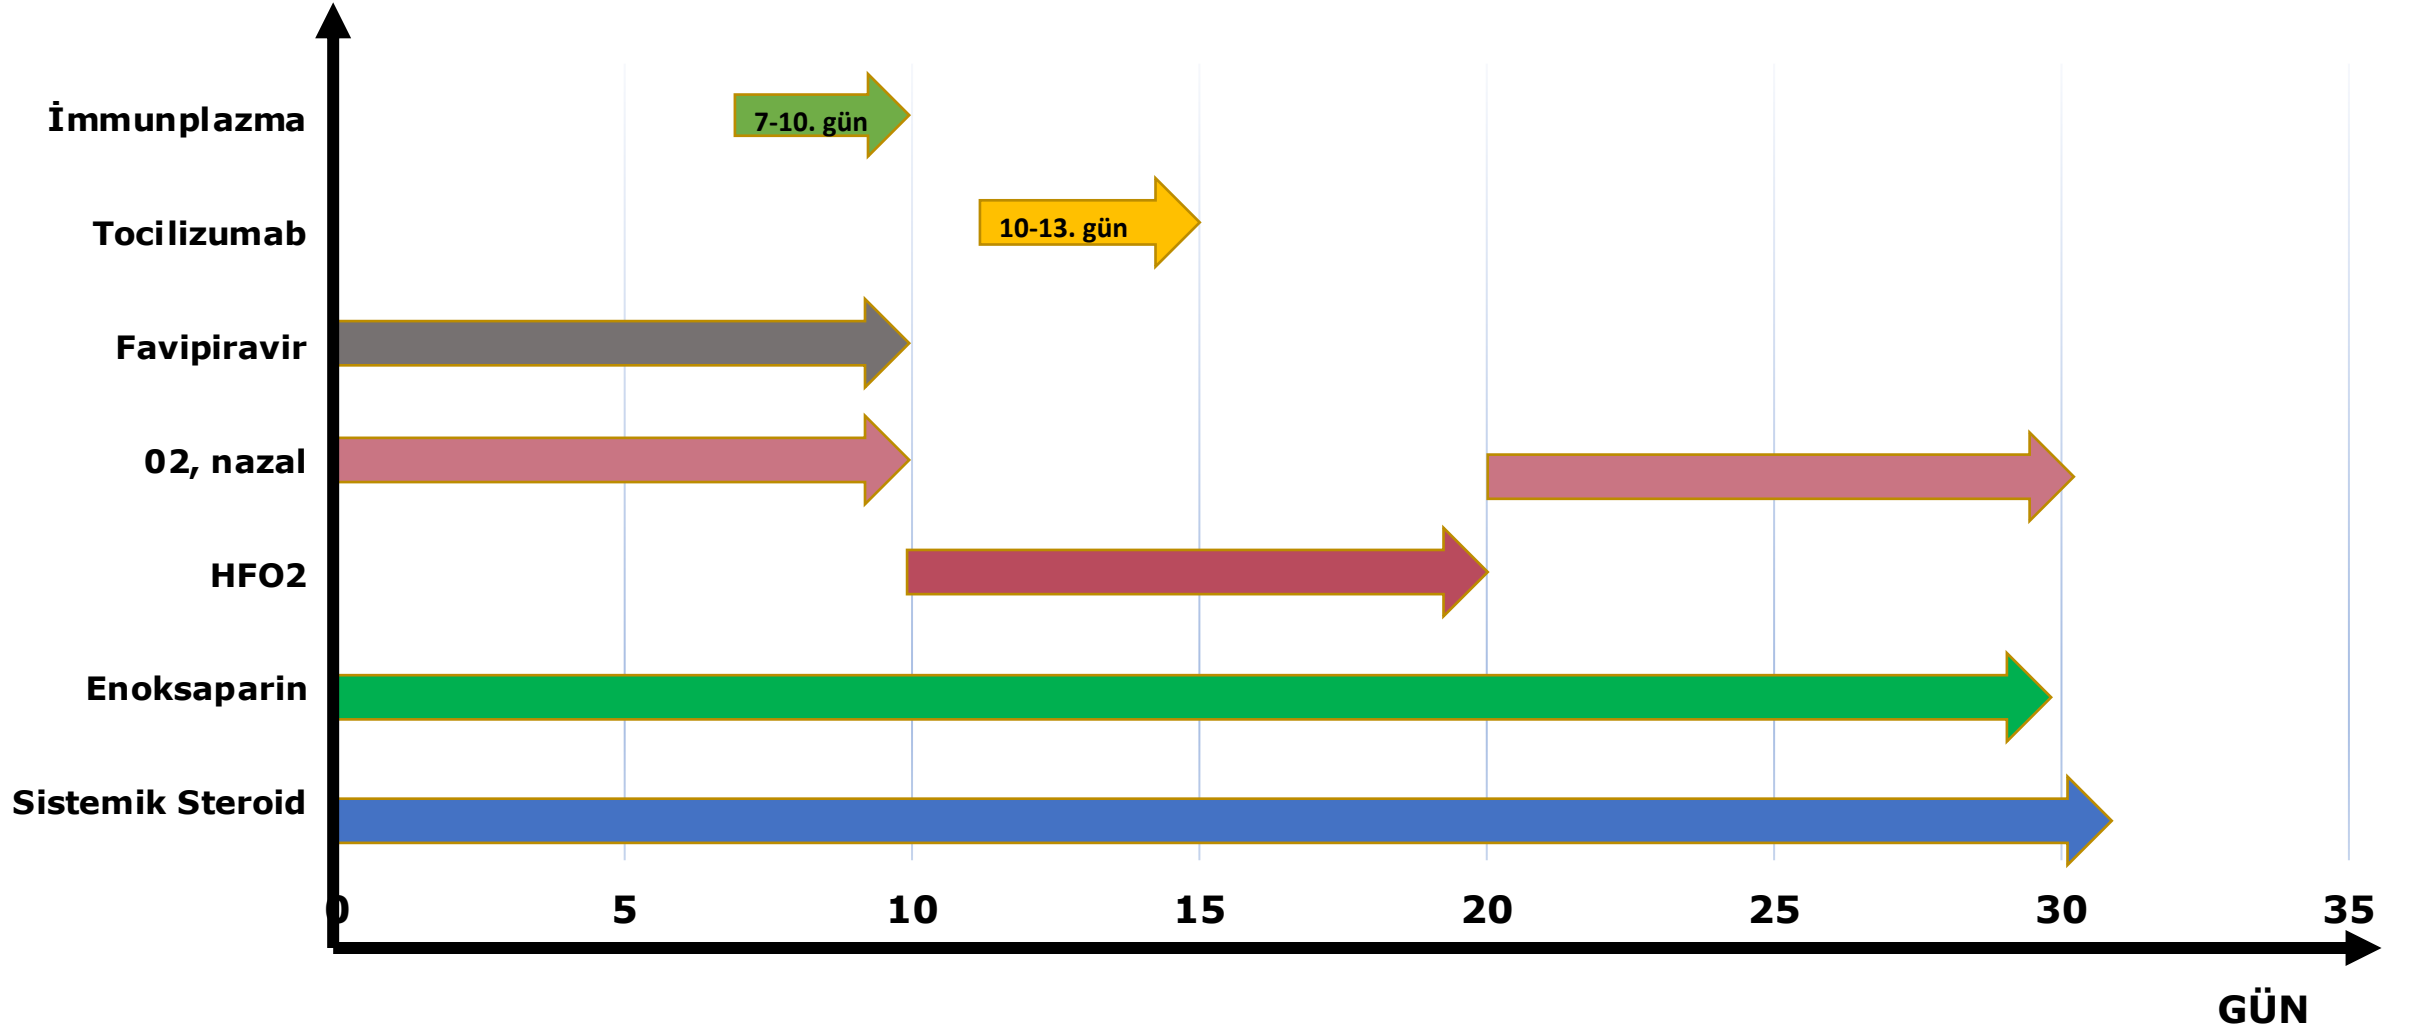 İmmunplazma
7-10. gün
Tocilizumab
10-13. gün
Favipiravir
02, nazal
HFO2
Enoksaparin
Sistemik Steroid
0 5 10 15 20 25 30 35
GÜN